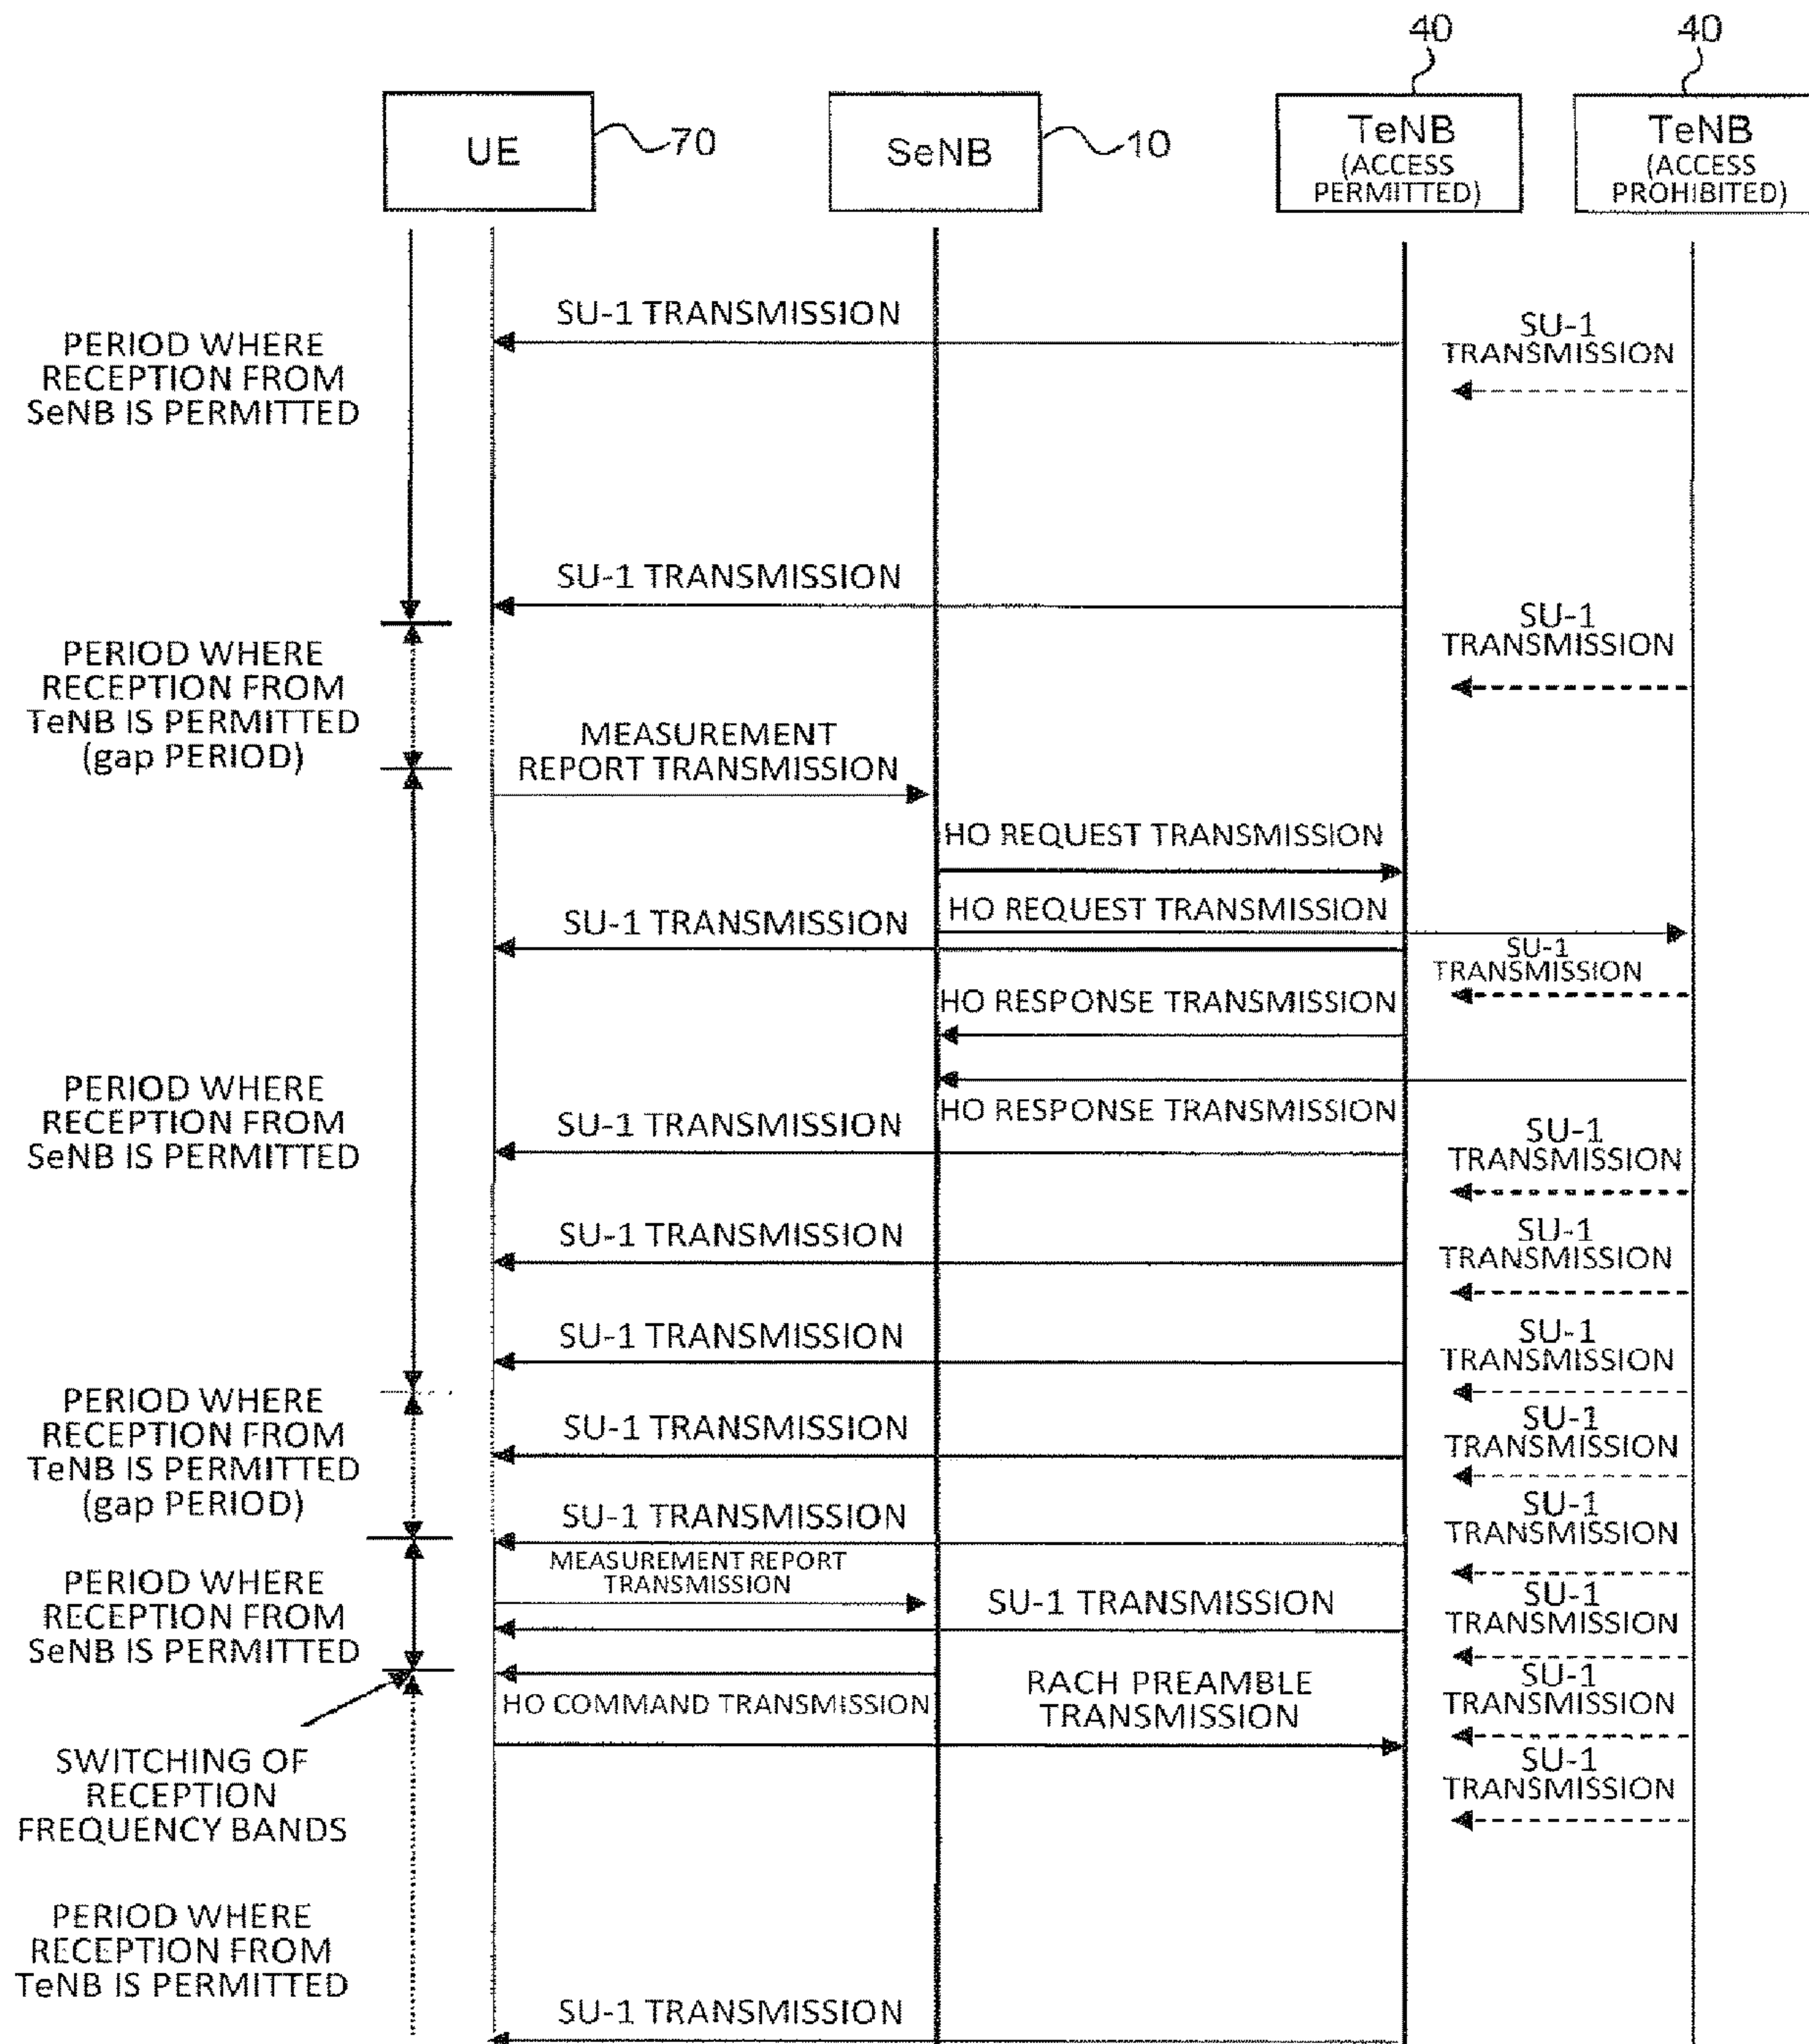 40
40
UE
70
SeNB
10
TeNB
(ACCESS
PERMITTED)
TeNB
(ACCESS
PROHIBITED)
SU-1 TRANSMISSION
SU-1
TRANSMISSION
PERIOD WHERE
RECEPTION FROM
SeNB IS PERMITTED
SU-1 TRANSMISSION
SU-1
TRANSMISSION
PERIOD WHERE
RECEPTION FROM
TeNB IS PERMITTED
(gap PERIOD)
MEASUREMENT
REPORT TRANSMISSION
HO REQUEST TRANSMISSION
HO REQUEST TRANSMISSION
SU-1 TRANSMISSION
SU-1
TRANSMISSION
HO RESPONSE TRANSMISSION
PERIOD WHERE
RECEPTION FROM
SeNB IS PERMITTED
HO RESPONSE TRANSMISSION
SU-1 TRANSMISSION
SU-1
TRANSMISSION
SU-1 TRANSMISSION
SU-1
TRANSMISSION
SU-1 TRANSMISSION
SU-1
TRANSMISSION
PERIOD WHERE
RECEPTION FROM
TeNB IS PERMITTED
(gap PERIOD)
SU-1 TRANSMISSION
SU-1
TRANSMISSION
SU-1 TRANSMISSION
SU-1
TRANSMISSION
MEASUREMENT REPORT
TRANSMISSION
PERIOD WHERE
RECEPTION FROM
SeNB IS PERMITTED
SU-1 TRANSMISSION
SU-1
TRANSMISSION
HO COMMAND TRANSMISSION
RACH PREAMBLE
TRANSMISSION
SU-1
TRANSMISSION
SWITCHING OF
RECEPTION
FREQUENCY BANDS
SU-1
TRANSMISSION
PERIOD WHERE
RECEPTION FROM
TeNB IS PERMITTED
SU-1 TRANSMISSION